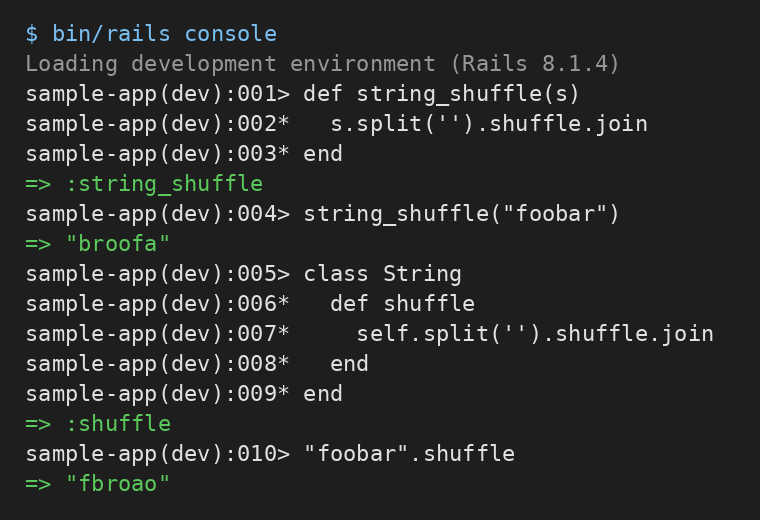 $ bin/rails console
Loading development environment (Rails 8.1.4)
sample-app(dev):001> def string_shuffle(s)
sample-app(dev):002*   s.split('').shuffle.join
sample-app(dev):003* end
=> :string_shuffle
sample-app(dev):004> string_shuffle("foobar")
=> "broofa"
sample-app(dev):005> class String
sample-app(dev):006*   def shuffle
sample-app(dev):007*     self.split('').shuffle.join
sample-app(dev):008*   end
sample-app(dev):009* end
=> :shuffle
sample-app(dev):010> "foobar".shuffle
=> "fbroao"